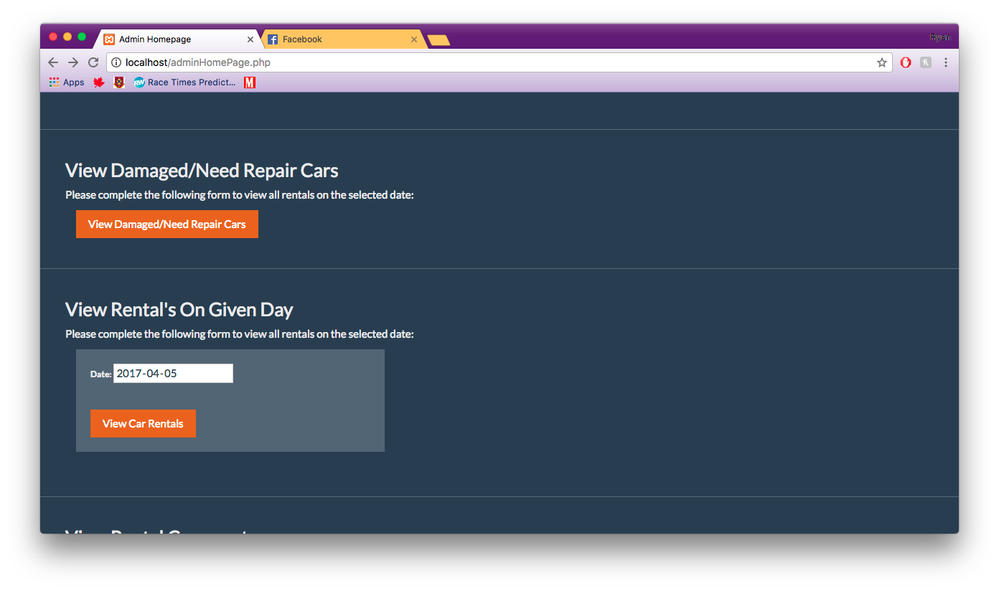 Admin Homepage
Facebook
Ryan
localhost/adminHomePage.php
Apps
RW
Race Times Predict...
M
View Damaged/Need Repair Cars
Please complete the following form to view all rentals on the selected date:
View Damaged/Need Repair Cars
View Rental's On Given Day
Please complete the following form to view all rentals on the selected date:
Date: 2017-04-05
View Car Rentals